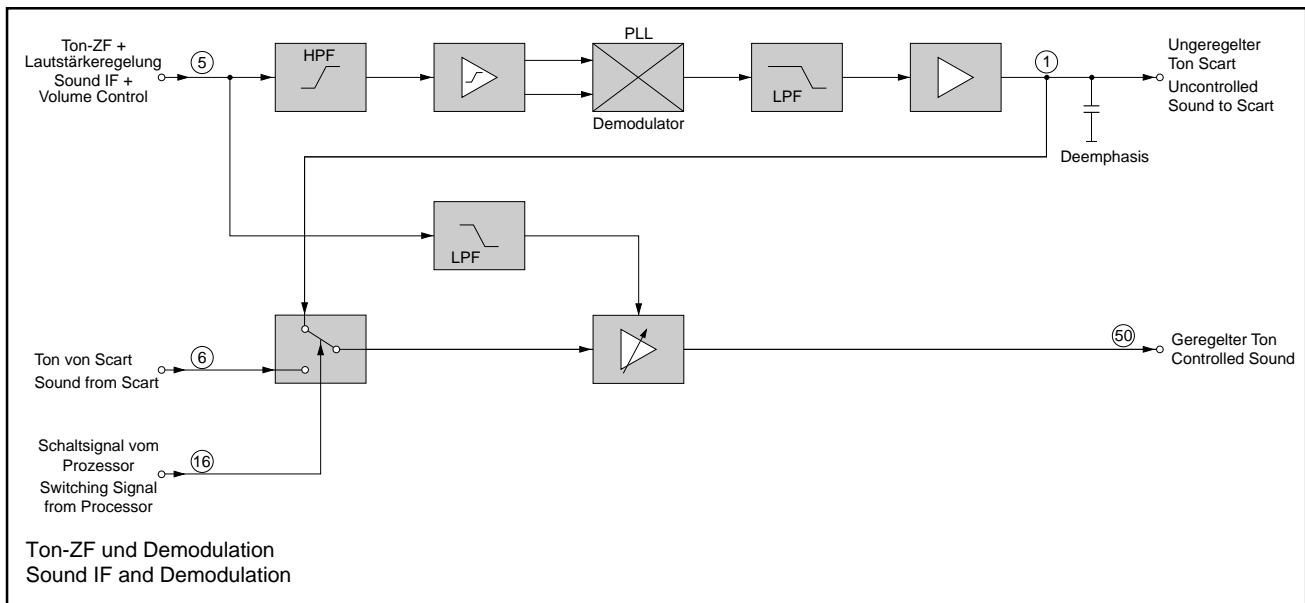 Ton-ZF +
Lautstärkeregelung
Sound IF +
Volume Control
5
HPF
PLL
Demodulator
LPF
1
Ungeregelter
Ton Scart
Uncontrolled
Sound to Scart
Deemphasis
LPF
Ton von Scart
Sound from Scart
6
50
Geregelter Ton
Controlled Sound
Schaltsignal vom
Prozessor
Switching Signal
from Processor
16
Ton-ZF und Demodulation
Sound IF and Demodulation